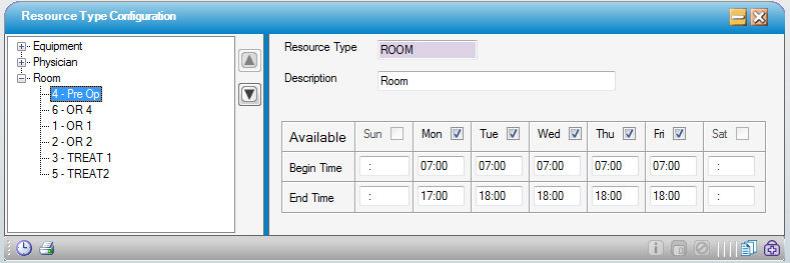 Resource Type Configuration
Equipment
Physician
Room
4 - Pre Op
6 - OR 4
1 - OR 1
2 - OR 2
3 - TREAT 1
5 - TREAT2
Resource Type ROOM
Description Room
Available Sun Mon Tue Wed Thu Fri Sat
Begin Time : 07:00 07:00 07:00 07:00 07:00 :
End Time : 17:00 18:00 18:00 18:00 18:00 :